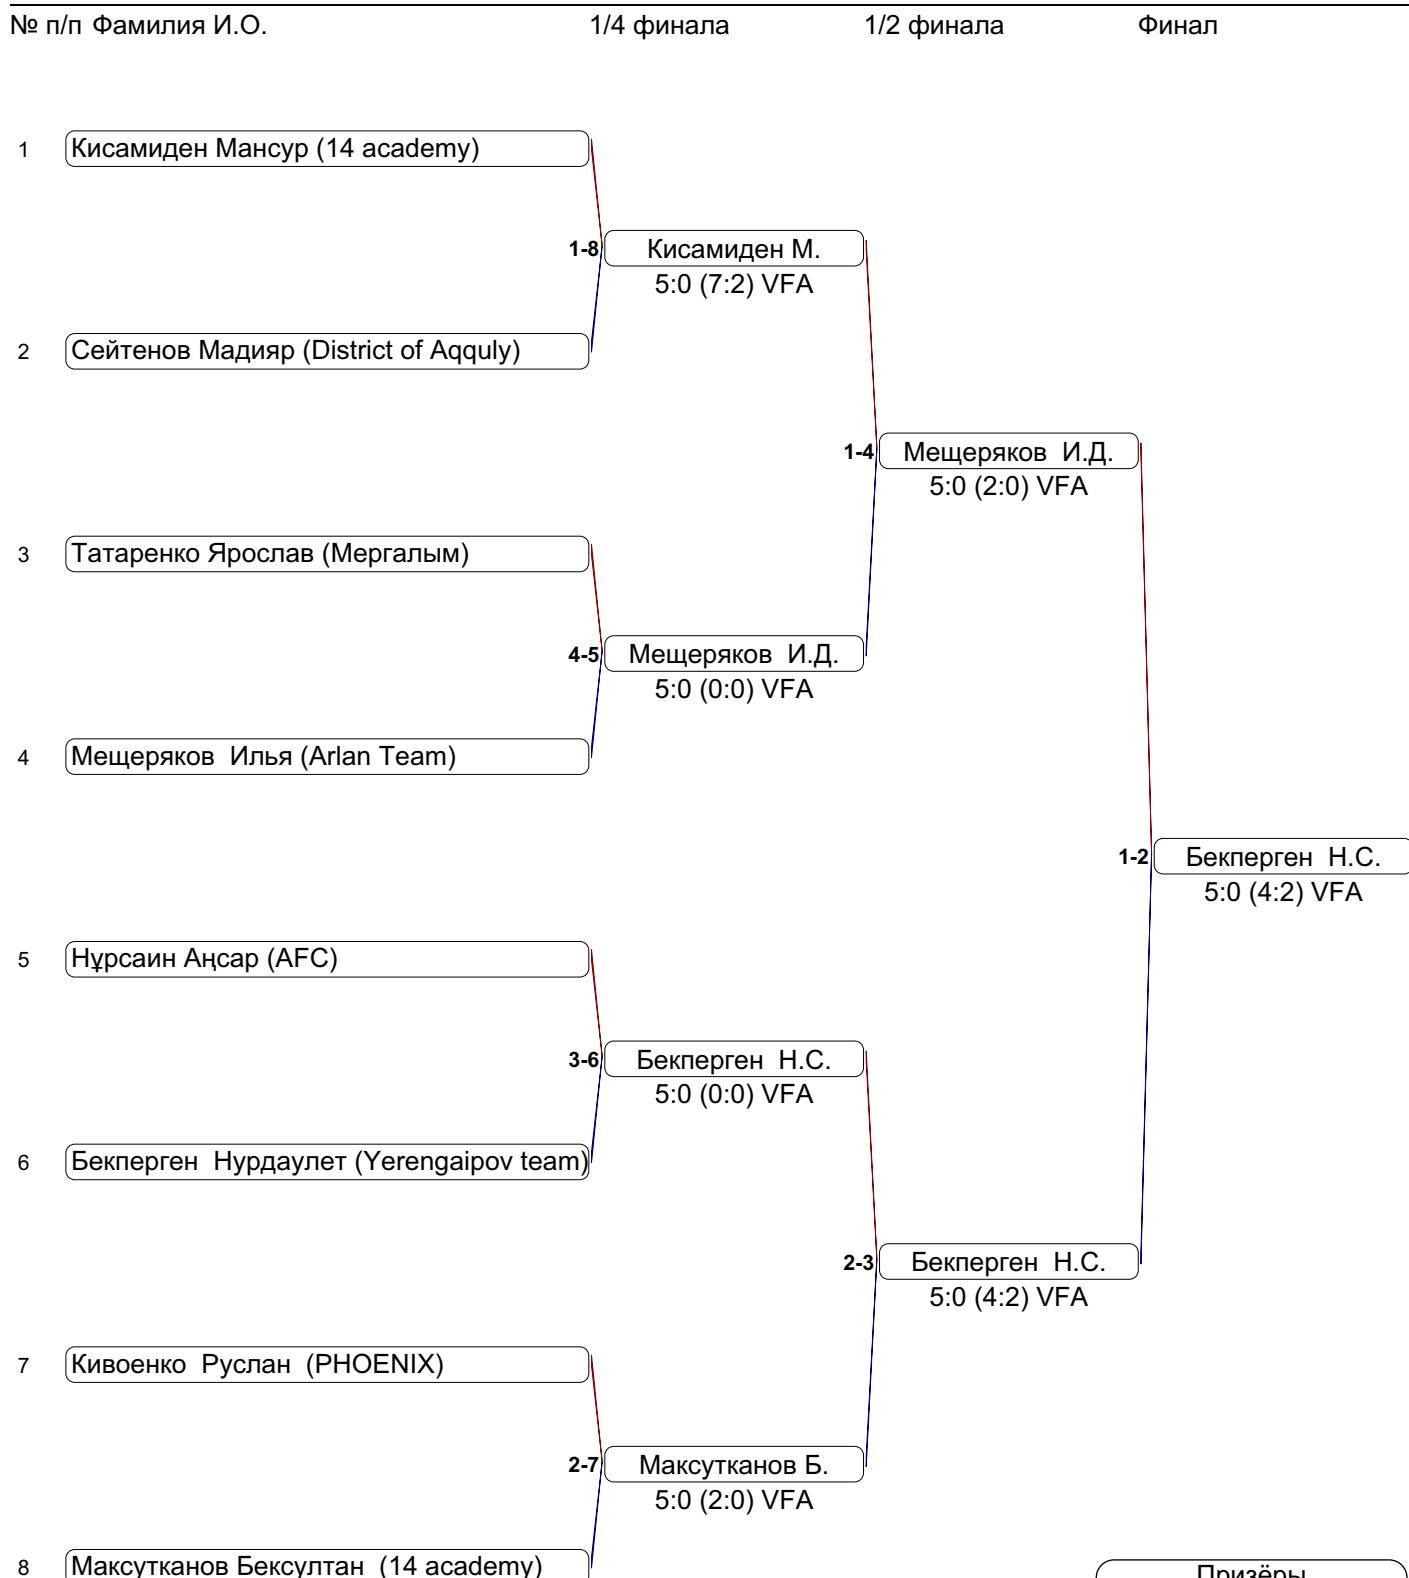 № п/п Фамилия И.О. 1/4 финала 1/2 финала Финал
1 Кисамиден Мансур (14 academy)
1-8 Кисамиден М.
5:0 (7:2) VFA
2 Сейтенов Мадияр (District of Aqquly)
1-4 Мещеряков И.Д.
5:0 (2:0) VFA
3 Татаренко Ярослав (Мергалым)
4-5 Мещеряков И.Д.
5:0 (0:0) VFA
4 Мещеряков Илья (Arlan Team)
1-2 Бекперген Н.С.
5:0 (4:2) VFA
5 Нұрсаин Аңсар (AFC)
3-6 Бекперген Н.С.
5:0 (0:0) VFA
6 Бекперген Нурдаулет (Yerengaipov team)
2-3 Бекперген Н.С.
5:0 (4:2) VFA
7 Кивоенко Руслан (PHOENIX)
2-7 Максутканов Б.
5:0 (2:0) VFA
8 Максутканов Бексултан (14 academy)
Призёры